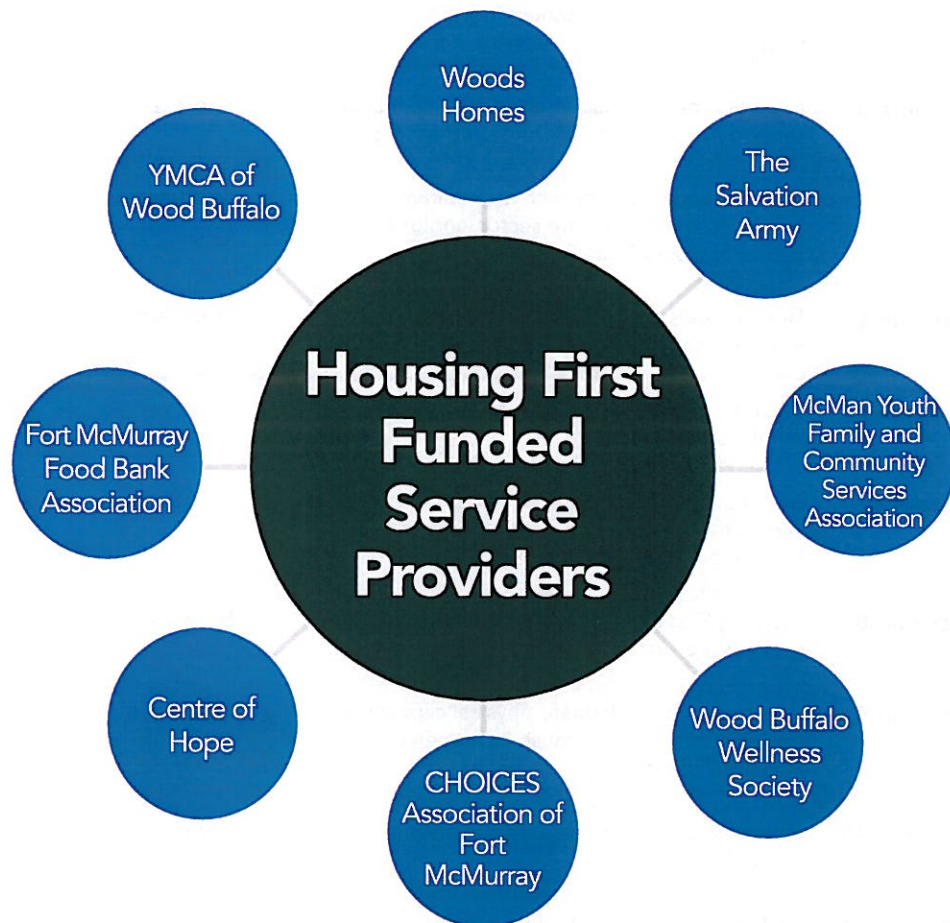 Woods
Homes
The
Salvation
Army
McMan Youth
Family and
Community
Services
Association
Wood Buffalo
Wellness
Society
CHOICES
Association of
Fort
McMurray
Centre of
Hope
Fort McMurray
Food Bank
Association
YMCA of
Wood Buffalo
Housing First
Funded
Service
Providers